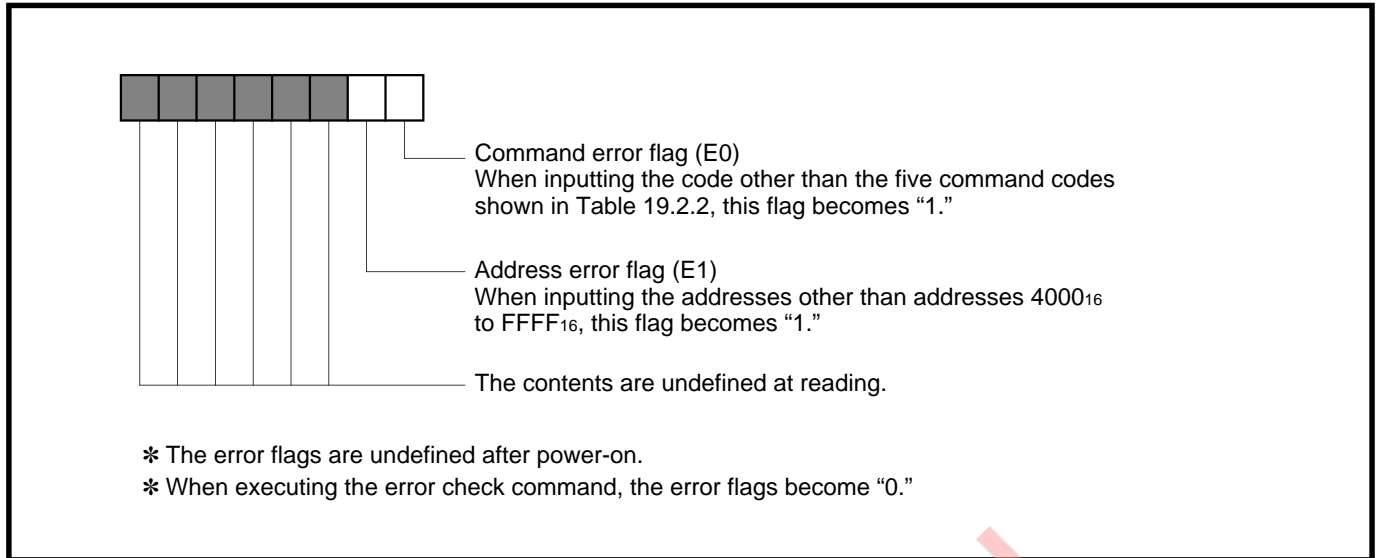 Command error flag (E0)
When inputting the code other than the five command codes
shown in Table 19.2.2, this flag becomes “1.”
Address error flag (E1)
When inputting the addresses other than addresses 4000₁₆
to FFFF₁₆, this flag becomes “1.”
The contents are undefined at reading.
✽ The error flags are undefined after power-on.
✽ When executing the error check command, the error flags become “0.”